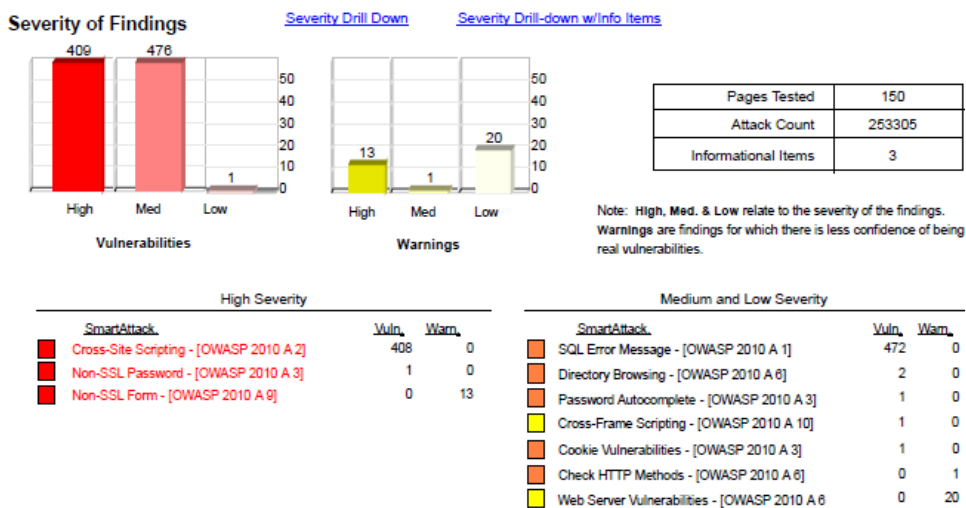 Severity of Findings
Severity Drill Down
Severity Drill-down w/Info Items
409 476
1
50
40
30
20
10
0
High Med Low
Vulnerabilities
13
1
20
50
40
30
20
10
0
High Med Low
Warnings
Pages Tested 150
Attack Count 253305
Informational Items 3
Note: High, Med. & Low relate to the severity of the findings.
Warnings are findings for which there is less confidence of being
real vulnerabilities.
High Severity
SmartAttack Vuln. Warn.
Cross-Site Scripting - [OWASP 2010 A 2] 408 0
Non-SSL Password - [OWASP 2010 A 3] 1 0
Non-SSL Form - [OWASP 2010 A 9] 0 13
Medium and Low Severity
SmartAttack Vuln. Warn.
SQL Error Message - [OWASP 2010 A 1] 472 0
Directory Browsing - [OWASP 2010 A 6] 2 0
Password Autocomplete - [OWASP 2010 A 3] 1 0
Cross-Frame Scripting - [OWASP 2010 A 10] 1 0
Cookie Vulnerabilities - [OWASP 2010 A 3] 1 0
Check HTTP Methods - [OWASP 2010 A 6] 0 1
Web Server Vulnerabilities - [OWASP 2010 A 6 0 20